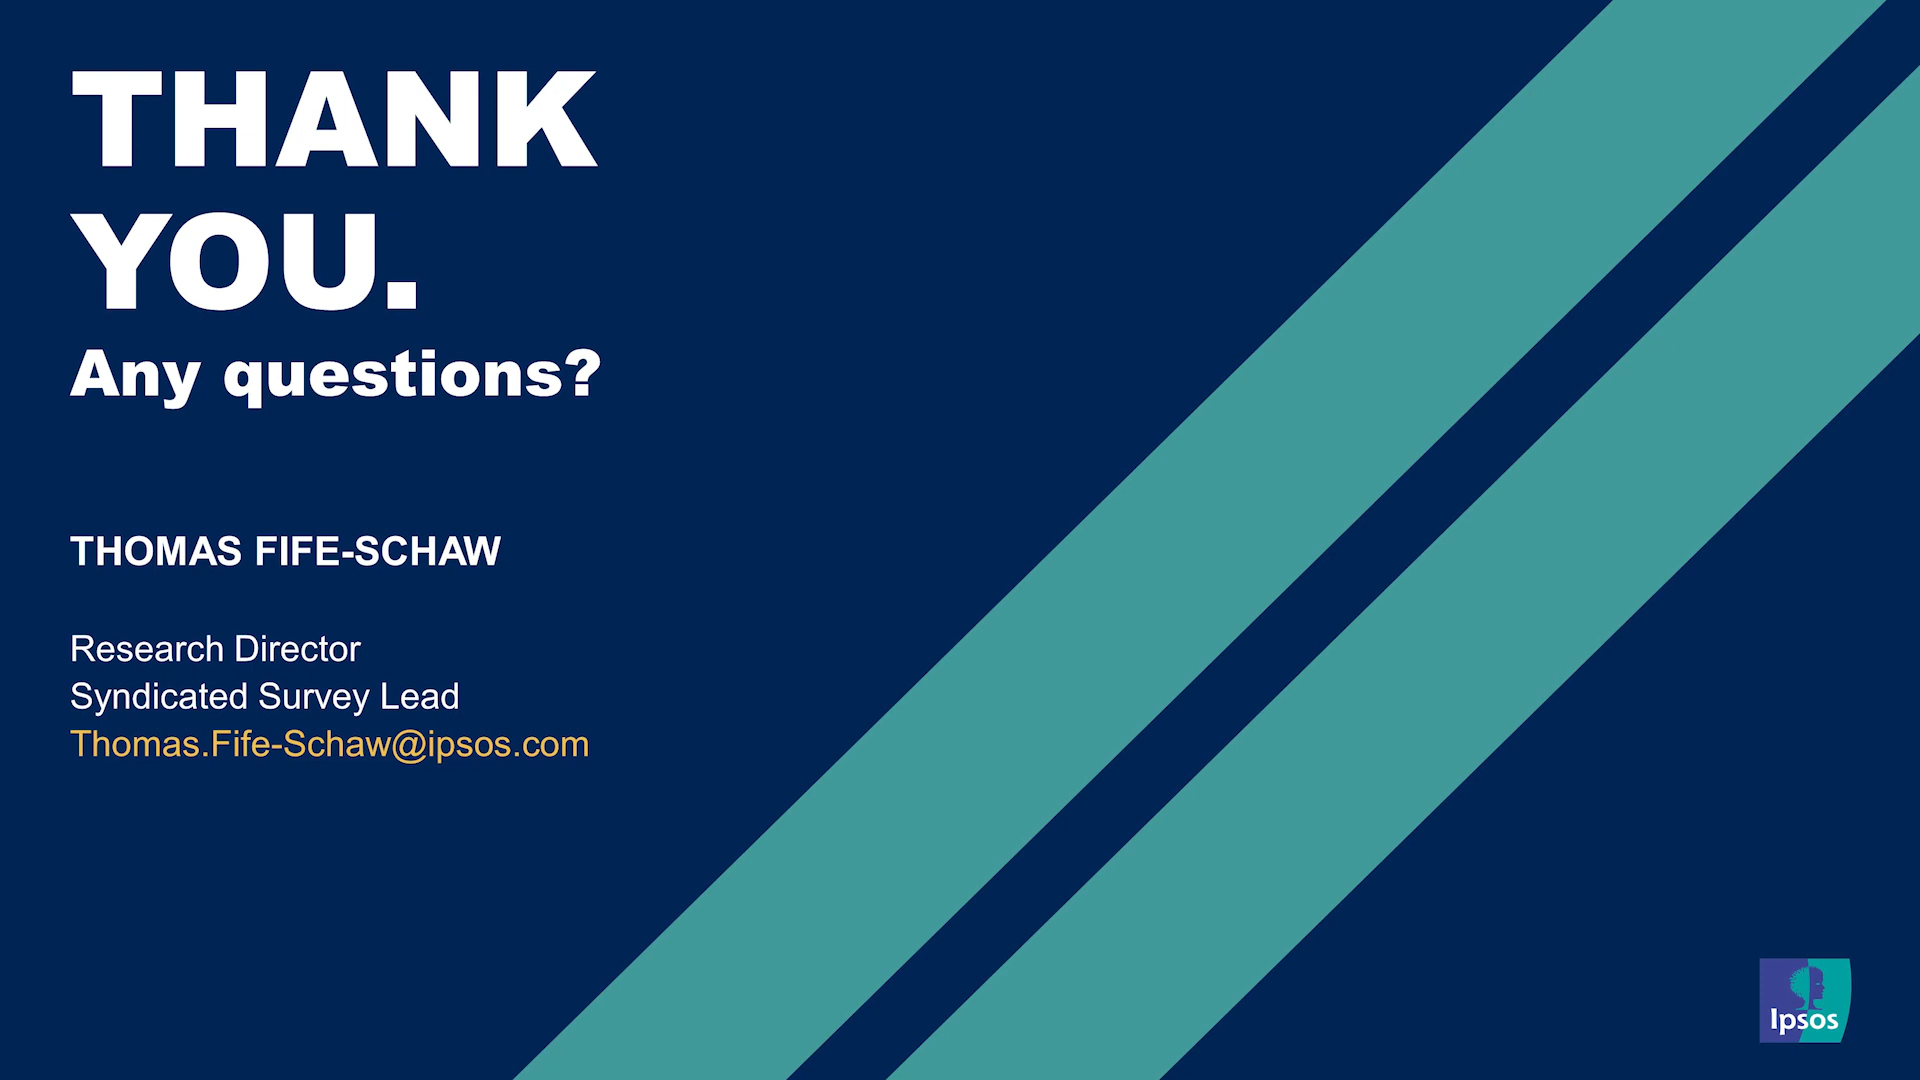 THANK
YOU.
Any questions?
THOMAS FIFE-SCHAW
Research Director
Syndicated Survey Lead
Thomas.Fife-Schaw@ipsos.com
Ipsos